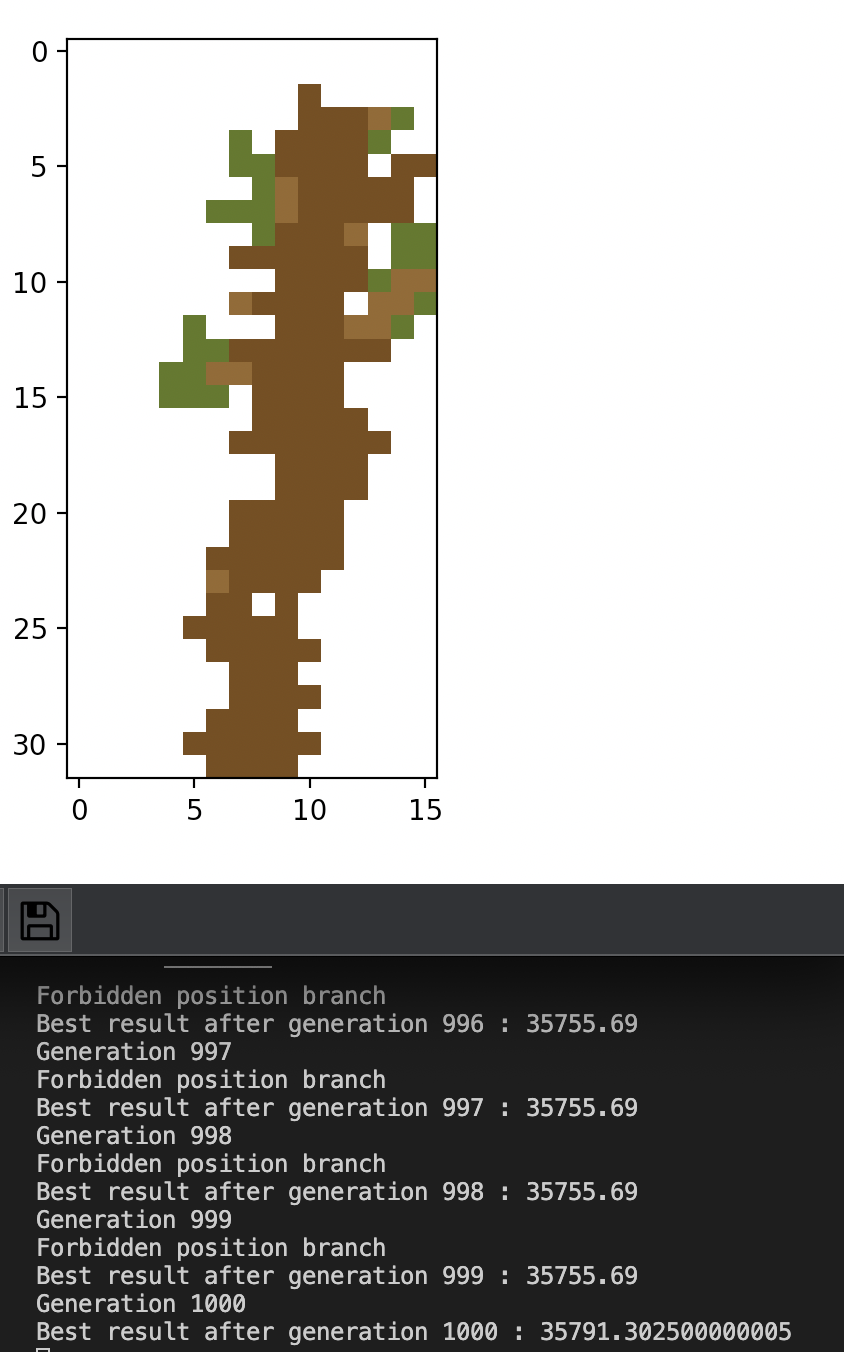 0
5
10
15
20
25
30
0 5 10 15
Forbidden position branch
Best result after generation 996 : 35755.69
Generation 997
Forbidden position branch
Best result after generation 997 : 35755.69
Generation 998
Forbidden position branch
Best result after generation 998 : 35755.69
Generation 999
Forbidden position branch
Best result after generation 999 : 35755.69
Generation 1000
Best result after generation 1000 : 35791.302500000005